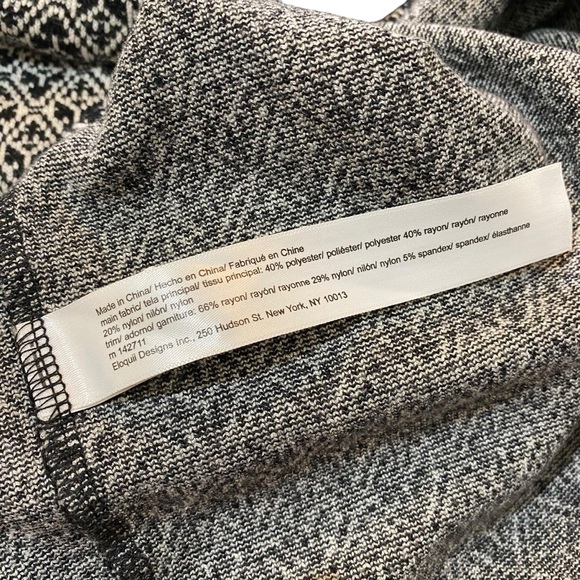 Made in China/ Hecho en China/ Fabriqué en Chine
main fabric/ tela principal/ tissu principal: 40% polyester/ poliéster/ polyester 40% rayon/ rayón/ rayonne
20% nylon/ nilón/ nylon
trim/ adorno/ garniture: 66% rayon/ rayón/ rayonne 29% nylon/ nilón/ nylon 5% spandex/ spandex/ élasthanne
m 142711
Eloquii Designs Inc., 250 Hudson St. New York, NY 10013